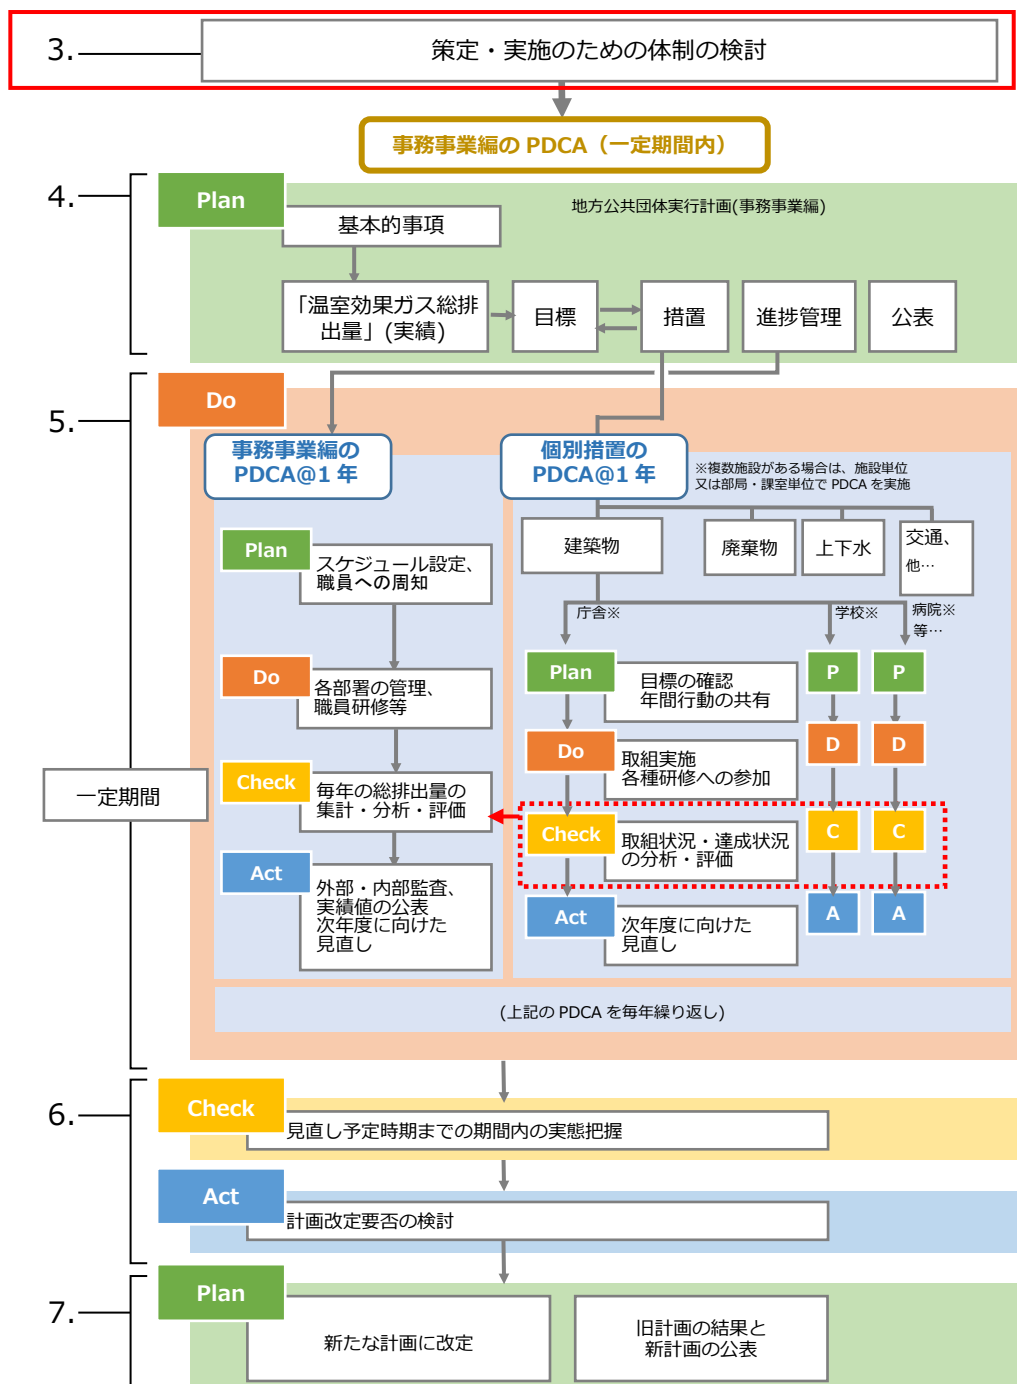 3.
策定・実施のための体制の検討
事務事業編の PDCA（一定期間内）
4.
Plan
地方公共団体実行計画(事務事業編)
基本的事項
「温室効果ガス総排
出量」(実績)
目標
措置
進捗管理
公表
5.
Do
事務事業編の
PDCA@1 年
個別措置の
PDCA@1 年
※複数施設がある場合は、施設単位
又は部局・課室単位で PDCA を実施
Plan
スケジュール設定、
職員への周知
Do
各部署の管理、
職員研修等
Check
毎年の総排出量の
集計・分析・評価
Act
外部・内部監査、
実績値の公表
次年度に向けた
見直し
建築物
廃棄物
上下水
交通、
他…
庁舎※
学校※
病院※
等…
Plan
目標の確認
年間行動の共有
P
P
Do
取組実施
各種研修への参加
D
D
Check
取組状況・達成状況
の分析・評価
C
C
Act
次年度に向けた
見直し
A
A
一定期間
(上記の PDCA を毎年繰り返し)
6.
Check
見直し予定時期までの期間内の実態把握
Act
計画改定要否の検討
7.
Plan
新たな計画に改定
旧計画の結果と
新計画の公表